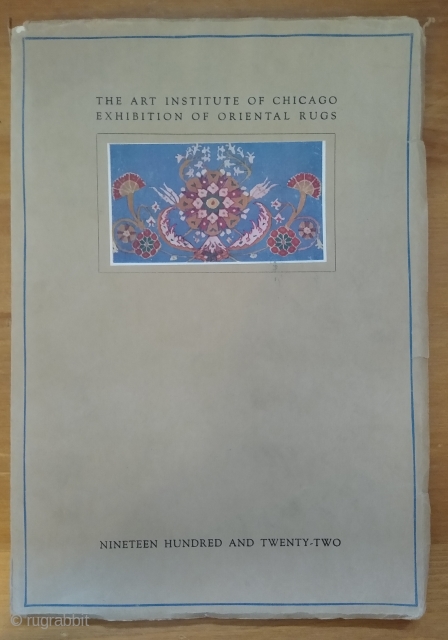 THE ART INSTITUTE OF CHICAGO
EXHIBITION OF ORIENTAL RUGS
NINETEEN HUNDRED AND TWENTY-TWO
© rugrabbit